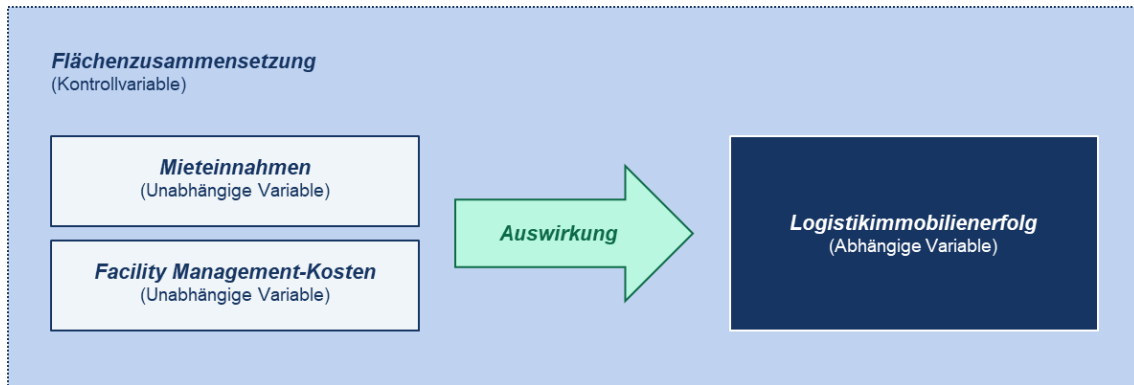 Flächenzusammensetzung
(Kontrollvariable)
Mieteinnahmen
(Unabhängige Variable)
Facility Management-Kosten
(Unabhängige Variable)
Auswirkung
Logistikimmobilienerfolg
(Abhängige Variable)